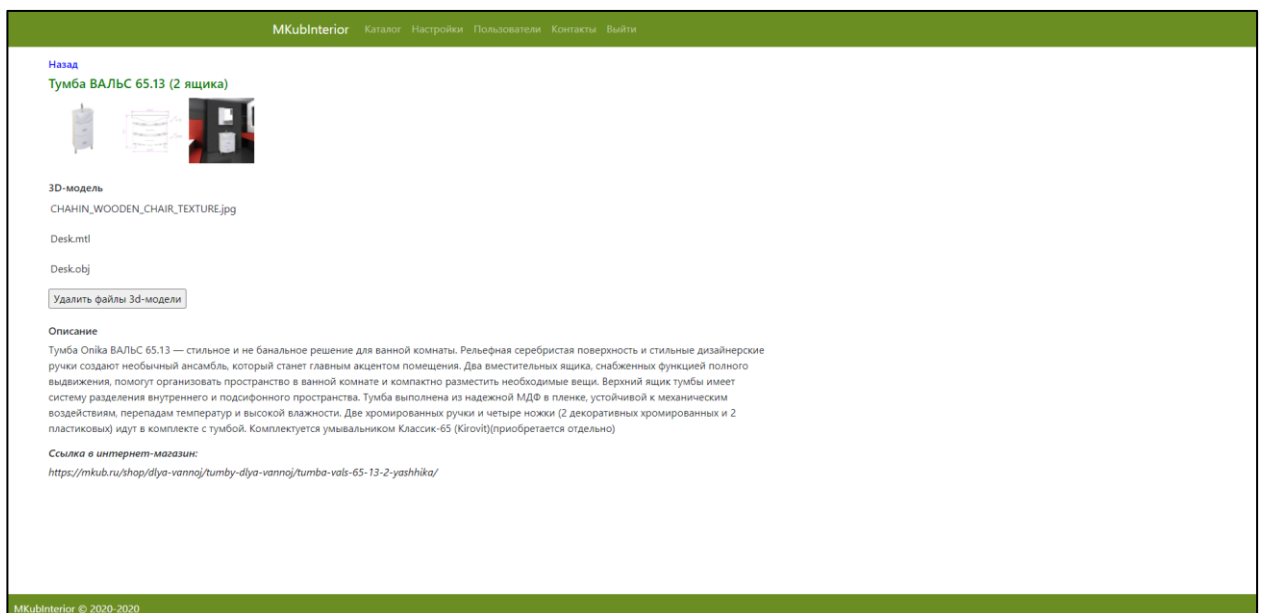 MKubInterior Каталог Настройки Пользователи Контакты Выйти
Назад
Тумба ВАЛЬС 65.13 (2 ящика)
3D-модель
CHAHIN_WOODEN_CHAIR_TEXTURE.jpg
Desk.mtl
Desk.obj
Удалить файлы 3d-модели
Описание
Тумба Onika ВАЛЬС 65.13 — стильное и не банальное решение для ванной комнаты. Рельефная серебристая поверхность и стильные дизайнерские
ручки создают необычный ансамбль, который станет главным акцентом помещения. Два вместительных ящика, снабженных функцией полного
выдвижения, помогут организовать пространство в ванной комнате и компактно разместить необходимые вещи. Верхний ящик тумбы имеет
систему разделения внутреннего и подсифонного пространства. Тумба выполнена из надежной МДФ в пленке, устойчивой к механическим
воздействиям, перепадам температур и высокой влажности. Две хромированных ручки и четыре ножки (2 декоративных хромированных и 2
пластиковых) идут в комплекте с тумбой. Комплектуется умывальником Классик-65 (Kirovit)(приобретается отдельно)
Ссылка в интернет-магазин:
https://mkub.ru/shop/dlya-vannoj/tumby-dlya-vannoj/tumba-vals-65-13-2-yashhika/
MKubInterior © 2020-2020